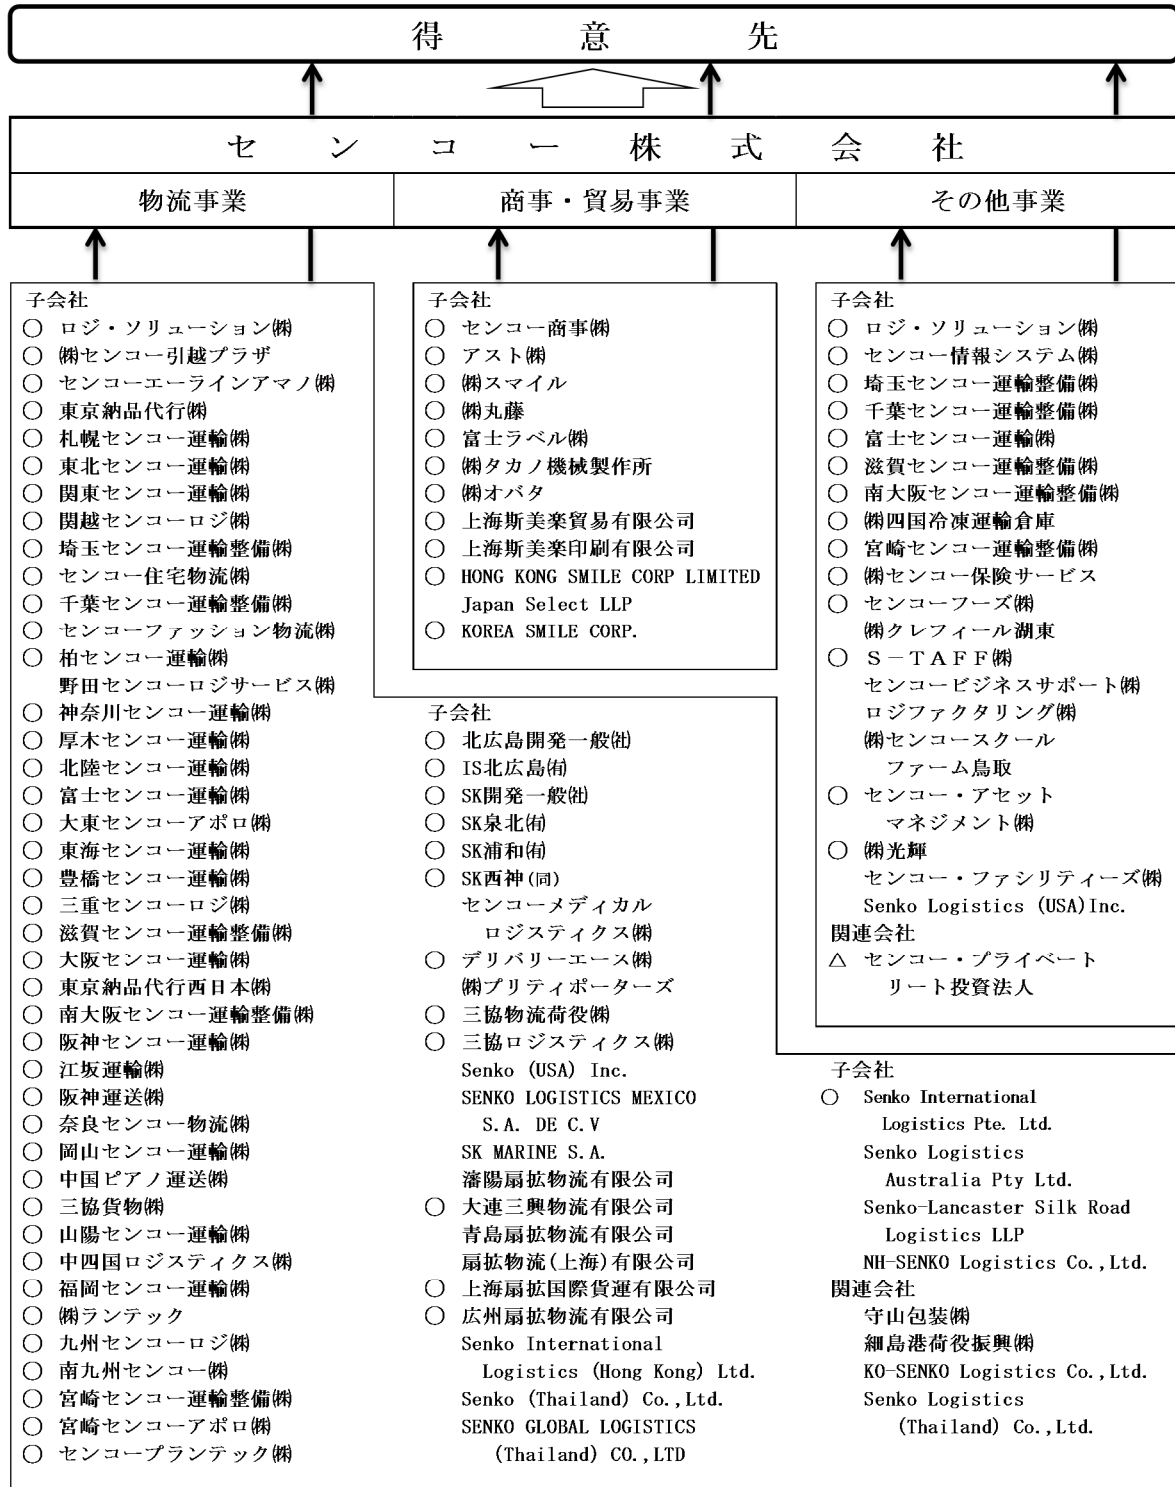 得意先
センコー株式会社
物流事業
商事・貿易事業
その他事業
子会社
○ ロジ・ソリューション㈱
○ ㈱センコー引越プラザ
○ センコーエーラインアマノ㈱
○ 東京納品代行㈱
○ 札幌センコー運輸㈱
○ 東北センコー運輸㈱
○ 関東センコー運輸㈱
○ 関越センコーロジ㈱
○ 埼玉センコー運輸整備㈱
○ センコー住宅物流㈱
○ 千葉センコー運輸整備㈱
○ センコーファッション物流㈱
○ 柏センコー運輸㈱
野田センコーロジサービス㈱
○ 神奈川センコー運輸㈱
○ 厚木センコー運輸㈱
○ 北陸センコー運輸㈱
○ 富士センコー運輸㈱
○ 大東センコーアポロ㈱
○ 東海センコー運輸㈱
○ 豊橋センコー運輸㈱
○ 三重センコーロジ㈱
○ 滋賀センコー運輸整備㈱
○ 大阪センコー運輸㈱
○ 東京納品代行西日本㈱
○ 南大阪センコー運輸整備㈱
○ 阪神センコー運輸㈱
○ 江坂運輸㈱
○ 阪神運送㈱
○ 奈良センコー物流㈱
○ 岡山センコー運輸㈱
○ 中国ピアノ運送㈱
○ 三協貨物㈱
○ 山陽センコー運輸㈱
○ 中四国ロジスティクス㈱
○ 福岡センコー運輸㈱
○ ㈱ランテック
○ 九州センコーロジ㈱
○ 南九州センコー㈱
○ 宮崎センコー運輸整備㈱
○ 宮崎センコーアポロ㈱
○ センコープランテック㈱
子会社
○ センコー商事㈱
○ アスト㈱
○ ㈱スマイル
○ ㈱丸藤
○ 富士ラベル㈱
○ ㈱タカノ機械製作所
○ ㈱オバタ
○ 上海斯美楽貿易有限公司
○ 上海斯美楽印刷有限公司
○ HONG KONG SMILE CORP LIMITED
Japan Select LLP
○ KOREA SMILE CORP.
子会社
○ 北広島開発一般㈳
○ IS北広島㈲
○ SK開発一般㈳
○ SK泉北㈲
○ SK浦和㈲
○ SK西神(同)
センコーメディカル
ロジスティクス㈱
○ デリバリーエース㈱
㈱プリティポーターズ
○ 三協物流荷役㈱
○ 三協ロジスティクス㈱
Senko (USA) Inc.
SENKO LOGISTICS MEXICO
S.A. DE C.V
SK MARINE S.A.
瀋陽扇拡物流有限公司
○ 大連三興物流有限公司
青島扇拡物流有限公司
扇拡物流(上海)有限公司
○ 上海扇拡国際貨運有限公司
○ 広州扇拡物流有限公司
Senko International
Logistics (Hong Kong) Ltd.
Senko (Thailand) Co.,Ltd.
SENKO GLOBAL LOGISTICS
(Thailand) CO.,LTD
子会社
○ ロジ・ソリューション㈱
○ センコー情報システム㈱
○ 埼玉センコー運輸整備㈱
○ 千葉センコー運輸整備㈱
○ 富士センコー運輸㈱
○ 滋賀センコー運輸整備㈱
○ 南大阪センコー運輸整備㈱
○ ㈱四国冷凍運輸倉庫
○ 宮崎センコー運輸整備㈱
○ ㈱センコー保険サービス
○ センコーフーズ㈱
㈱クレフィール湖東
○ S－TAFF㈱
センコービジネスサポート㈱
ロジファクタリング㈱
㈱センコースクール
ファーム鳥取
○ センコー・アセット
マネジメント㈱
○ ㈱光輝
センコー・ファシリティーズ㈱
Senko Logistics (USA)Inc.
関連会社
△ センコー・プライベート
リート投資法人
子会社
○ Senko International
Logistics Pte. Ltd.
Senko Logistics
Australia Pty Ltd.
Senko-Lancaster Silk Road
Logistics LLP
NH-SENKO Logistics Co.,Ltd.
関連会社
守山包装㈱
細島港荷役振興㈱
KO-SENKO Logistics Co.,Ltd.
Senko Logistics
(Thailand) Co.,Ltd.